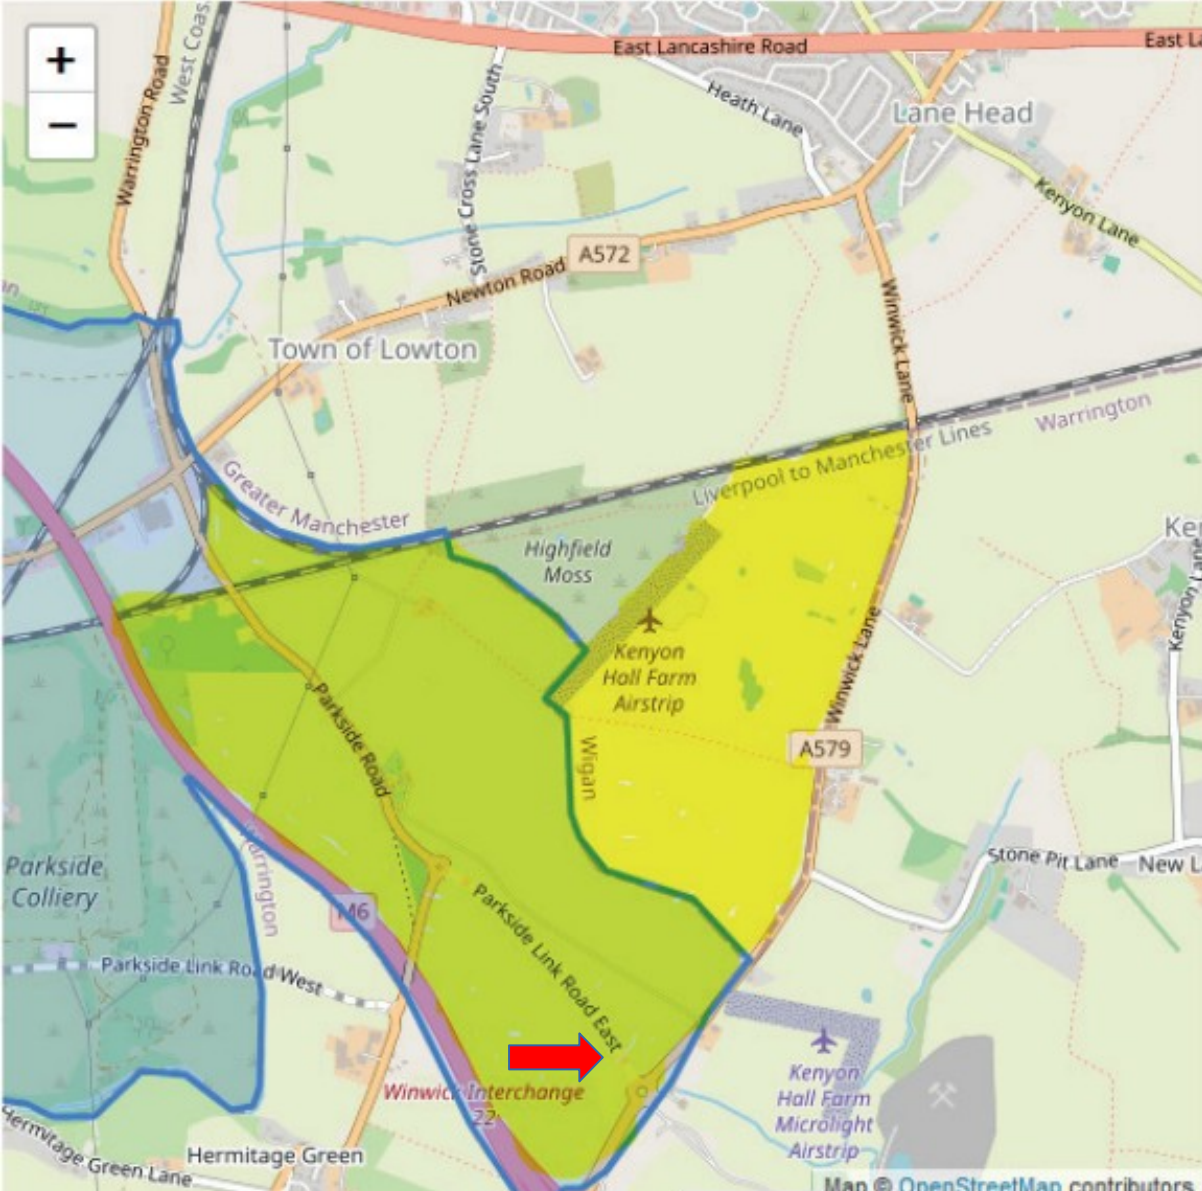 +
−
Warrington Road
West Coas
East Lancashire Road
East La
Heath Lane
Lane Head
Stone Cross Lane South
Kenyon Lane
A572
Newton Road
Winwick Lane
Town of Lowton
Warrington
Liverpool to Manchester Lines
Greater Manchester
Highfield
Moss
Ke
Kenyon Lane
Kenyon
Hall Farm
Airstrip
Winwick Lane
Parkside Road
Wigan
A579
Warrington
Parkside
Colliery
Stone Pit Lane
New L
M6
Parkside Link Road East
Parkside Link Road West
Winwick Interchange
22
Kenyon
Hall Farm
Microlight
Airstrip
Hermitage Green Lane
Hermitage Green
Map © OpenStreetMap contributors